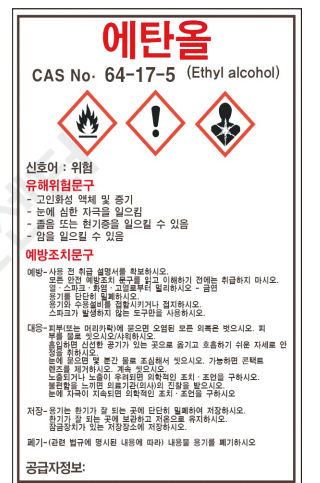 에탄올
CAS No. 64-17-5 (Ethyl alcohol)
신호어 : 위험
유해위험문구
- 고인화성 액체 및 증기
- 눈에 심한 자극을 일으킴
- 졸음 또는 현기증을 일으킬 수 있음
- 암을 일으킬 수 있음
예방조치문구
예방- 사용 전 취급 설명서를 확보하시오.
모든 안전 예방조치 문구를 읽고 이해하기 전에는 취급하지 마시오.
열·스파크·화염·고열로부터 멀리하시오 - 금연
용기를 단단히 밀폐하시오.
용기와 수용설비를 접합시키거나 접지하시오.
스파크가 발생하지 않는 도구만을 사용하시오.
대응- 피부(또는 머리카락)에 묻으면 오염된 모든 의복은 벗으시오. 피
부를 물로 씻으시오/샤워하시오.
흡입하면 신선한 공기가 있는 곳으로 옮기고 호흡하기 쉬운 자세로 안
정을 취하시오.
눈에 묻으면 몇 분간 물로 조심해서 씻으시오. 가능하면 콘택트
렌즈를 제거하시오. 계속 씻으시오.
노출되거나 노출이 우려되면 의학적인 조치·조언을 구하시오.
불편함을 느끼면 의료기관(의사)의 진찰을 받으시오.
눈에 자극이 지속되면 의학적인 조치·조언을 구하시오
저장- 용기는 환기가 잘 되는 곳에 단단히 밀폐하여 저장하시오.
환기가 잘 되는 곳에 보관하고 저온으로 유지하시오.
잠금장치가 있는 저장장소에 저장하시오.
폐기- (관련 법규에 명시된 내용에 따라) 내용물 용기를 폐기하시오
공급자정보: